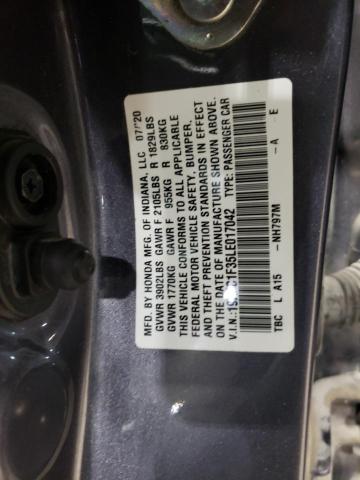 MFG. BY HONDA MFG. OF INDIANA, LLC 07/20
GVWR 3902LBS GAWR F 2105LBS R 1829LBS
GVWR 1770KG GAWR F 955KG R 830KG
THIS VEHICLE CONFORMS TO ALL APPLICABLE
FEDERAL MOTOR VEHICLE SAFETY, BUMPER,
AND THEFT PREVENTION STANDARDS IN EFFECT
ON THE DATE OF MANUFACTURE SHOWN ABOVE.
V.I.N.: TYPE: PASSENGER CAR
TBC L A15 -NH797M -A E